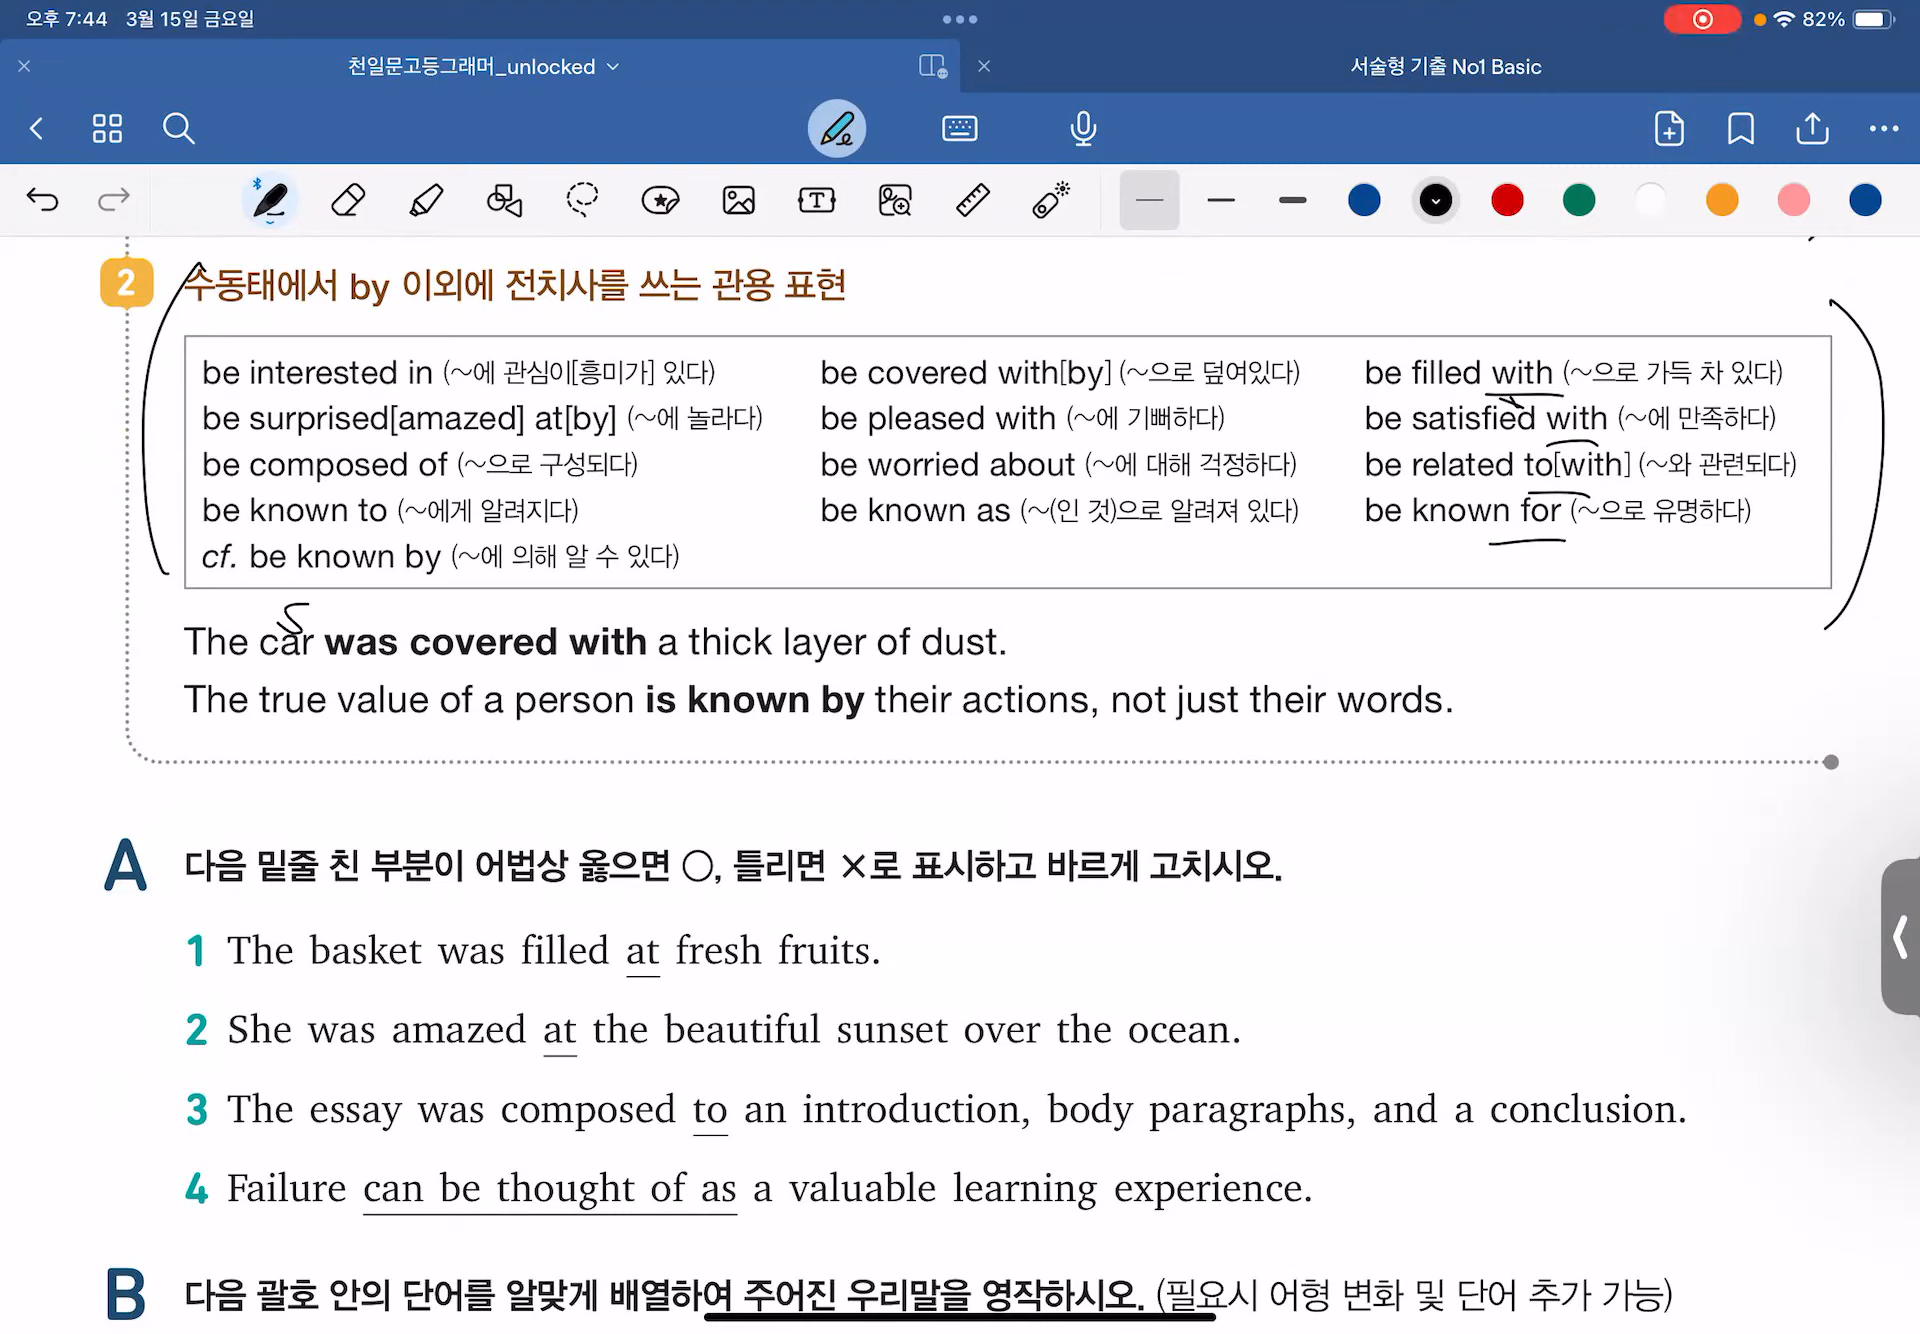 오후 7:44 3월 15일 금요일
82%
천일문고등그래머_unlocked
서술형 기출 No1 Basic
2 수동태에서 by 이외에 전치사를 쓰는 관용 표현
be interested in (~에 관심이[흥미가] 있다) be covered with[by] (~으로 덮여있다) be filled with (~으로 가득 차 있다)
be surprised[amazed] at[by] (~에 놀라다) be pleased with (~에 기뻐하다) be satisfied with (~에 만족하다)
be composed of (~으로 구성되다) be worried about (~에 대해 걱정하다) be related to[with] (~와 관련되다)
be known to (~에게 알려지다) be known as (~(인 것)으로 알려져 있다) be known for (~으로 유명하다)
cf. be known by (~에 의해 알 수 있다)
S
The car was covered with a thick layer of dust.
The true value of a person is known by their actions, not just their words.
A 다음 밑줄 친 부분이 어법상 옳으면 ○, 틀리면 ×로 표시하고 바르게 고치시오.
1 The basket was filled at fresh fruits.
2 She was amazed at the beautiful sunset over the ocean.
3 The essay was composed to an introduction, body paragraphs, and a conclusion.
4 Failure can be thought of as a valuable learning experience.
B 다음 괄호 안의 단어를 알맞게 배열하여 주어진 우리말을 영작하시오. (필요시 어형 변화 및 단어 추가 가능)